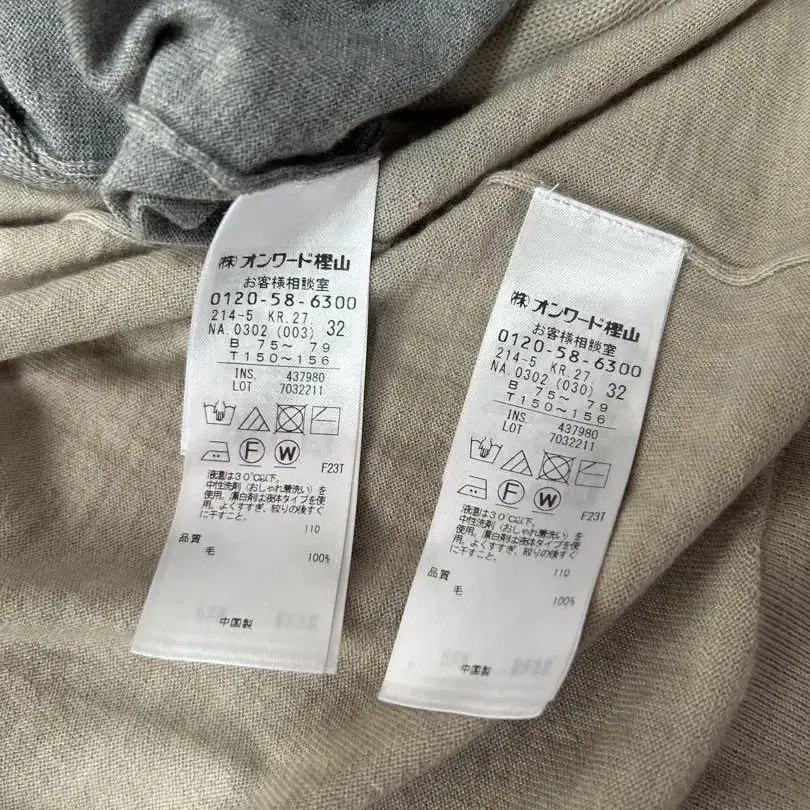 (株)オンワード樫山
お客様相談室
0120-58-6300
214-5 KR.27
NA.0302 (003) 32
B 75〜 79
T150〜156
INS. 437980
LOT 7032211
F
W
F23T
液温は30℃以下。
中性洗剤(おしゃれ着洗い)を
使用。漂白剤は液体タイプを使
用。よくすすぎ、絞りの後すぐ
に干すこと。
110
品質
毛 100%
中国製
(株)オンワード樫山
お客様相談室
0120-58-6300
214-5 KR.27
NA.0302 (030) 32
B 75〜 79
T150〜156
INS. 437980
LOT 7032211
F
W
F23T
液温は30℃以下。
中性洗剤(おしゃれ着洗い)を
使用。漂白剤は液体タイプを使
用。よくすすぎ、絞りの後すぐ
に干すこと。
110
品質
毛 100%
中国製